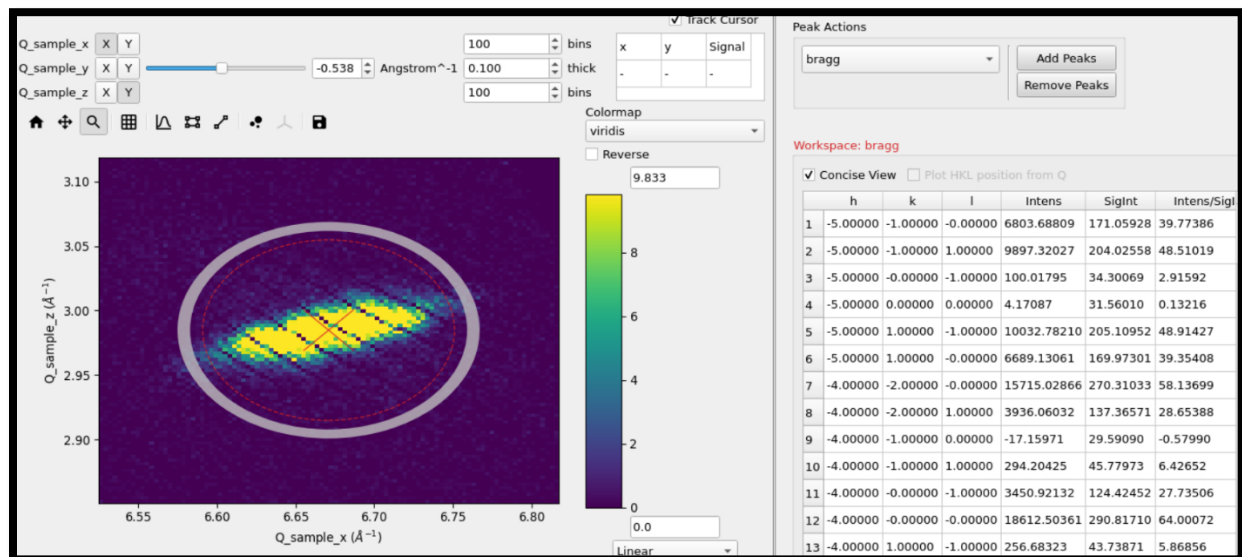 Track Cursor
Q_sample_x X Y 100 bins
Q_sample_y X Y -0.538 Angstrom^-1 0.100 thick
Q_sample_z X Y 100 bins
x y Signal
- - -
Colormap
viridis
Reverse
9.833
8
6
4
2
0
0.0
Linear
3.10
3.05
3.00
2.95
2.90
Q_sample_z (Å⁻¹)
6.55 6.60 6.65 6.70 6.75 6.80
Q_sample_x (Å⁻¹)
Peak Actions
bragg
Add Peaks
Remove Peaks
Workspace: bragg
Concise View Plot HKL position from Q
h k l Intens SigInt Intens/SigI
1 -5.00000 -1.00000 -0.00000 6803.68809 171.05928 39.77386
2 -5.00000 -1.00000 1.00000 9897.32027 204.02558 48.51019
3 -5.00000 -0.00000 -1.00000 100.01795 34.30069 2.91592
4 -5.00000 0.00000 0.00000 4.17087 31.56010 0.13216
5 -5.00000 1.00000 -1.00000 10032.78210 205.10952 48.91427
6 -5.00000 1.00000 -0.00000 6689.13061 169.97301 39.35408
7 -4.00000 -2.00000 -0.00000 15715.02866 270.31033 58.13699
8 -4.00000 -2.00000 1.00000 3936.06032 137.36571 28.65388
9 -4.00000 -1.00000 0.00000 -17.15971 29.59090 -0.57990
10 -4.00000 -1.00000 1.00000 294.20425 45.77973 6.42652
11 -4.00000 -0.00000 -1.00000 3450.92132 124.42452 27.73506
12 -4.00000 -0.00000 -0.00000 18612.50361 290.81710 64.00072
13 -4.00000 1.00000 -1.00000 256.68323 43.73871 5.86856